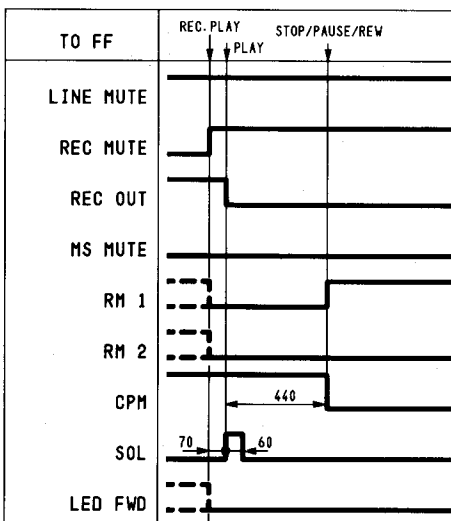 REC.PLAY STOP/PAUSE/REW
TO FF PLAY
LINE MUTE
REC MUTE
REC OUT
MS MUTE
RM 1
RM 2
CPM 440
SOL 70 60
LED FWD